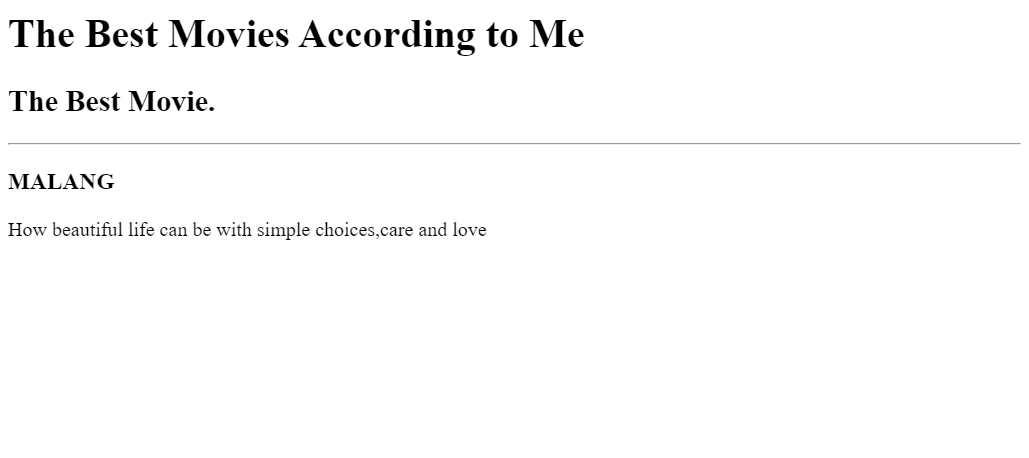 The Best Movies According to Me
The Best Movie.
MALANG
How beautiful life can be with simple choices,care and love